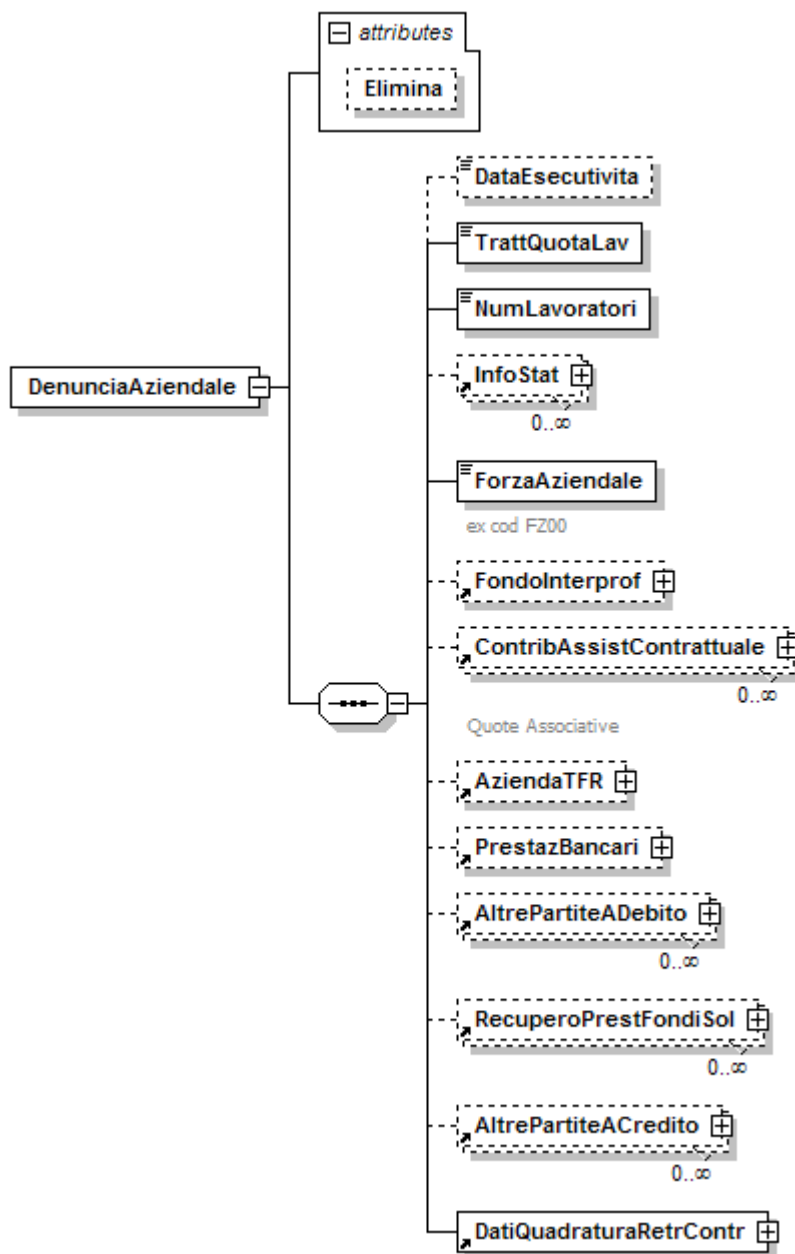 attributes
Elimina
DataEsecutivita
TrattQuotaLav
NumLavoratori
DenunciaAziendale
InfoStat
0..∞
ForzaAziendale
ex cod FZ00
FondoInterprof
ContribAssistContrattuale
0..∞
Quote Associative
AziendaTFR
PrestazBancari
AltrePartiteADebito
0..∞
RecuperoPrestFondiSol
0..∞
AltrePartiteACredito
0..∞
DatiQuadraturaRetrContr